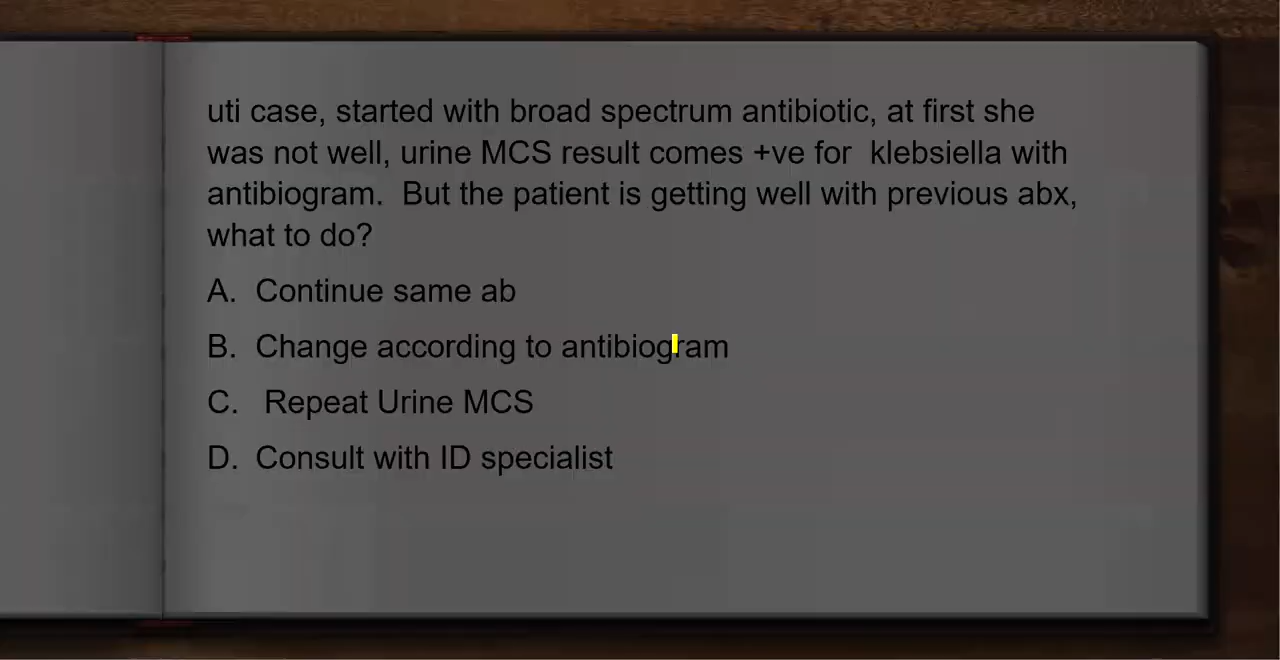 uti case, started with broad spectrum antibiotic, at first she
was not well, urine MCS result comes +ve for klebsiella with
antibiogram. But the patient is getting well with previous abx,
what to do?
A. Continue same ab
B. Change according to antibiogram
C. Repeat Urine MCS
D. Consult with ID specialist